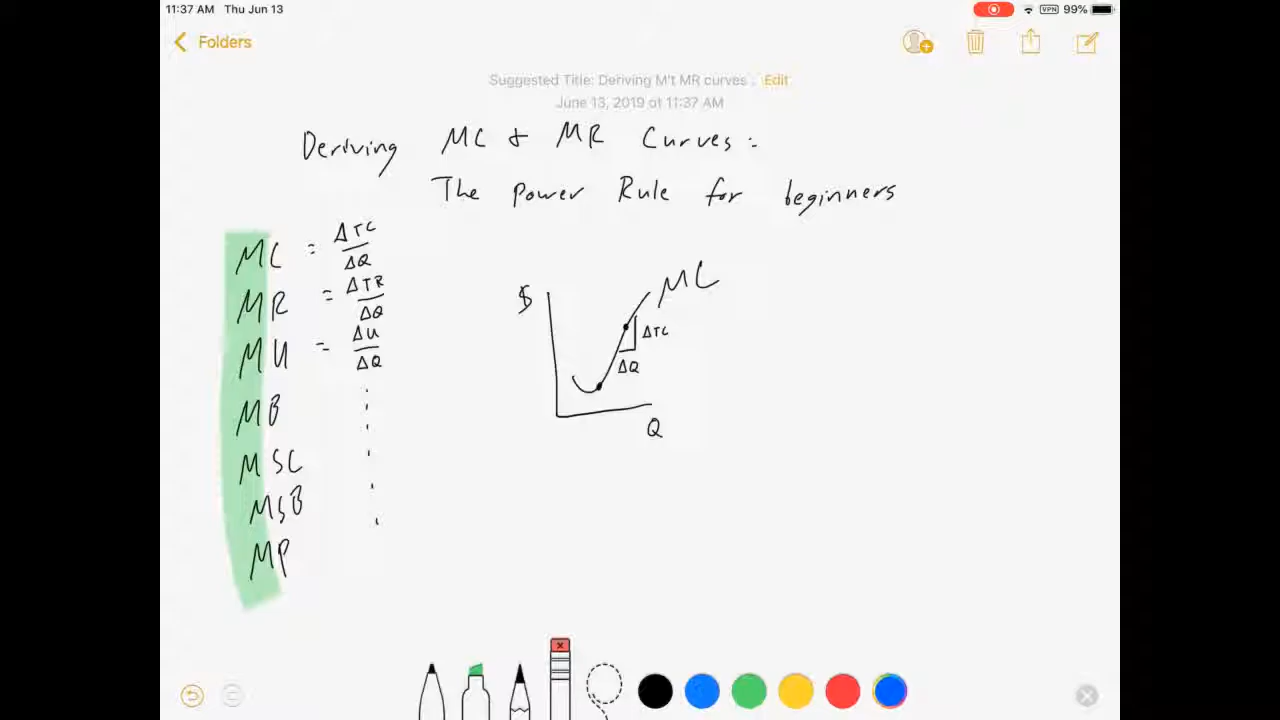 11:37 AM Thu Jun 13
VPN 99%
Folders
Suggested Title: Deriving M't MR curves . Edit
June 13, 2019 at 11:37 AM
Deriving MC & MR Curves :
The Power Rule for beginners
MC = ΔTC / ΔQ
MR = ΔTR / ΔQ
MU = ΔU / ΔQ
MB
MSC
MSB
MP
$
MC
ΔTC
ΔQ
Q